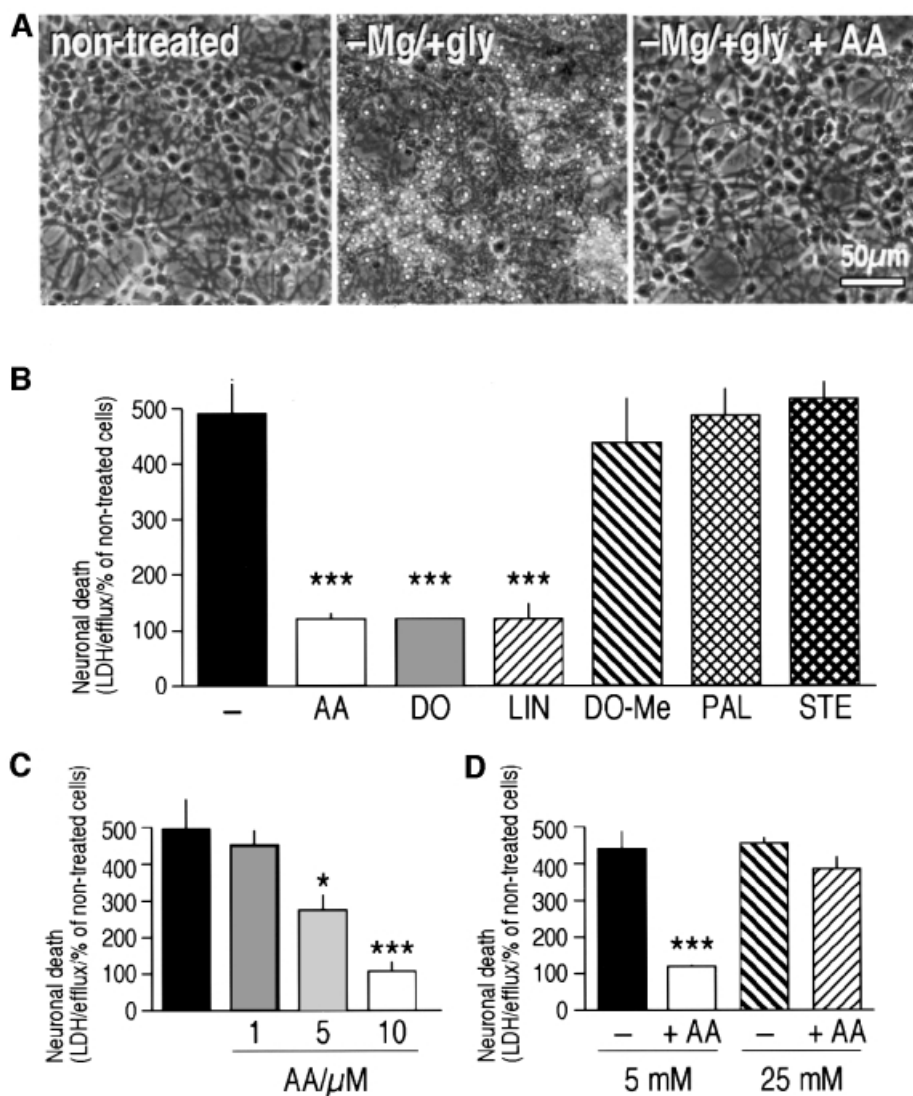 A
non-treated
–Mg/+gly
–Mg/+gly + AA
50µm
B
Neuronal death
(LDH/efflux/% of non-treated cells)
500
400
300
200
100
0
***
***
***
–
AA
DO
LIN
DO-Me
PAL
STE
C
Neuronal death
(LDH/efflux/% of non-treated cells)
500
400
300
200
100
0
*
***
1
5
10
AA/µM
D
Neuronal death
(LDH/efflux/% of non-treated cells)
500
400
300
200
100
0
***
–
+ AA
–
+ AA
5 mM
25 mM